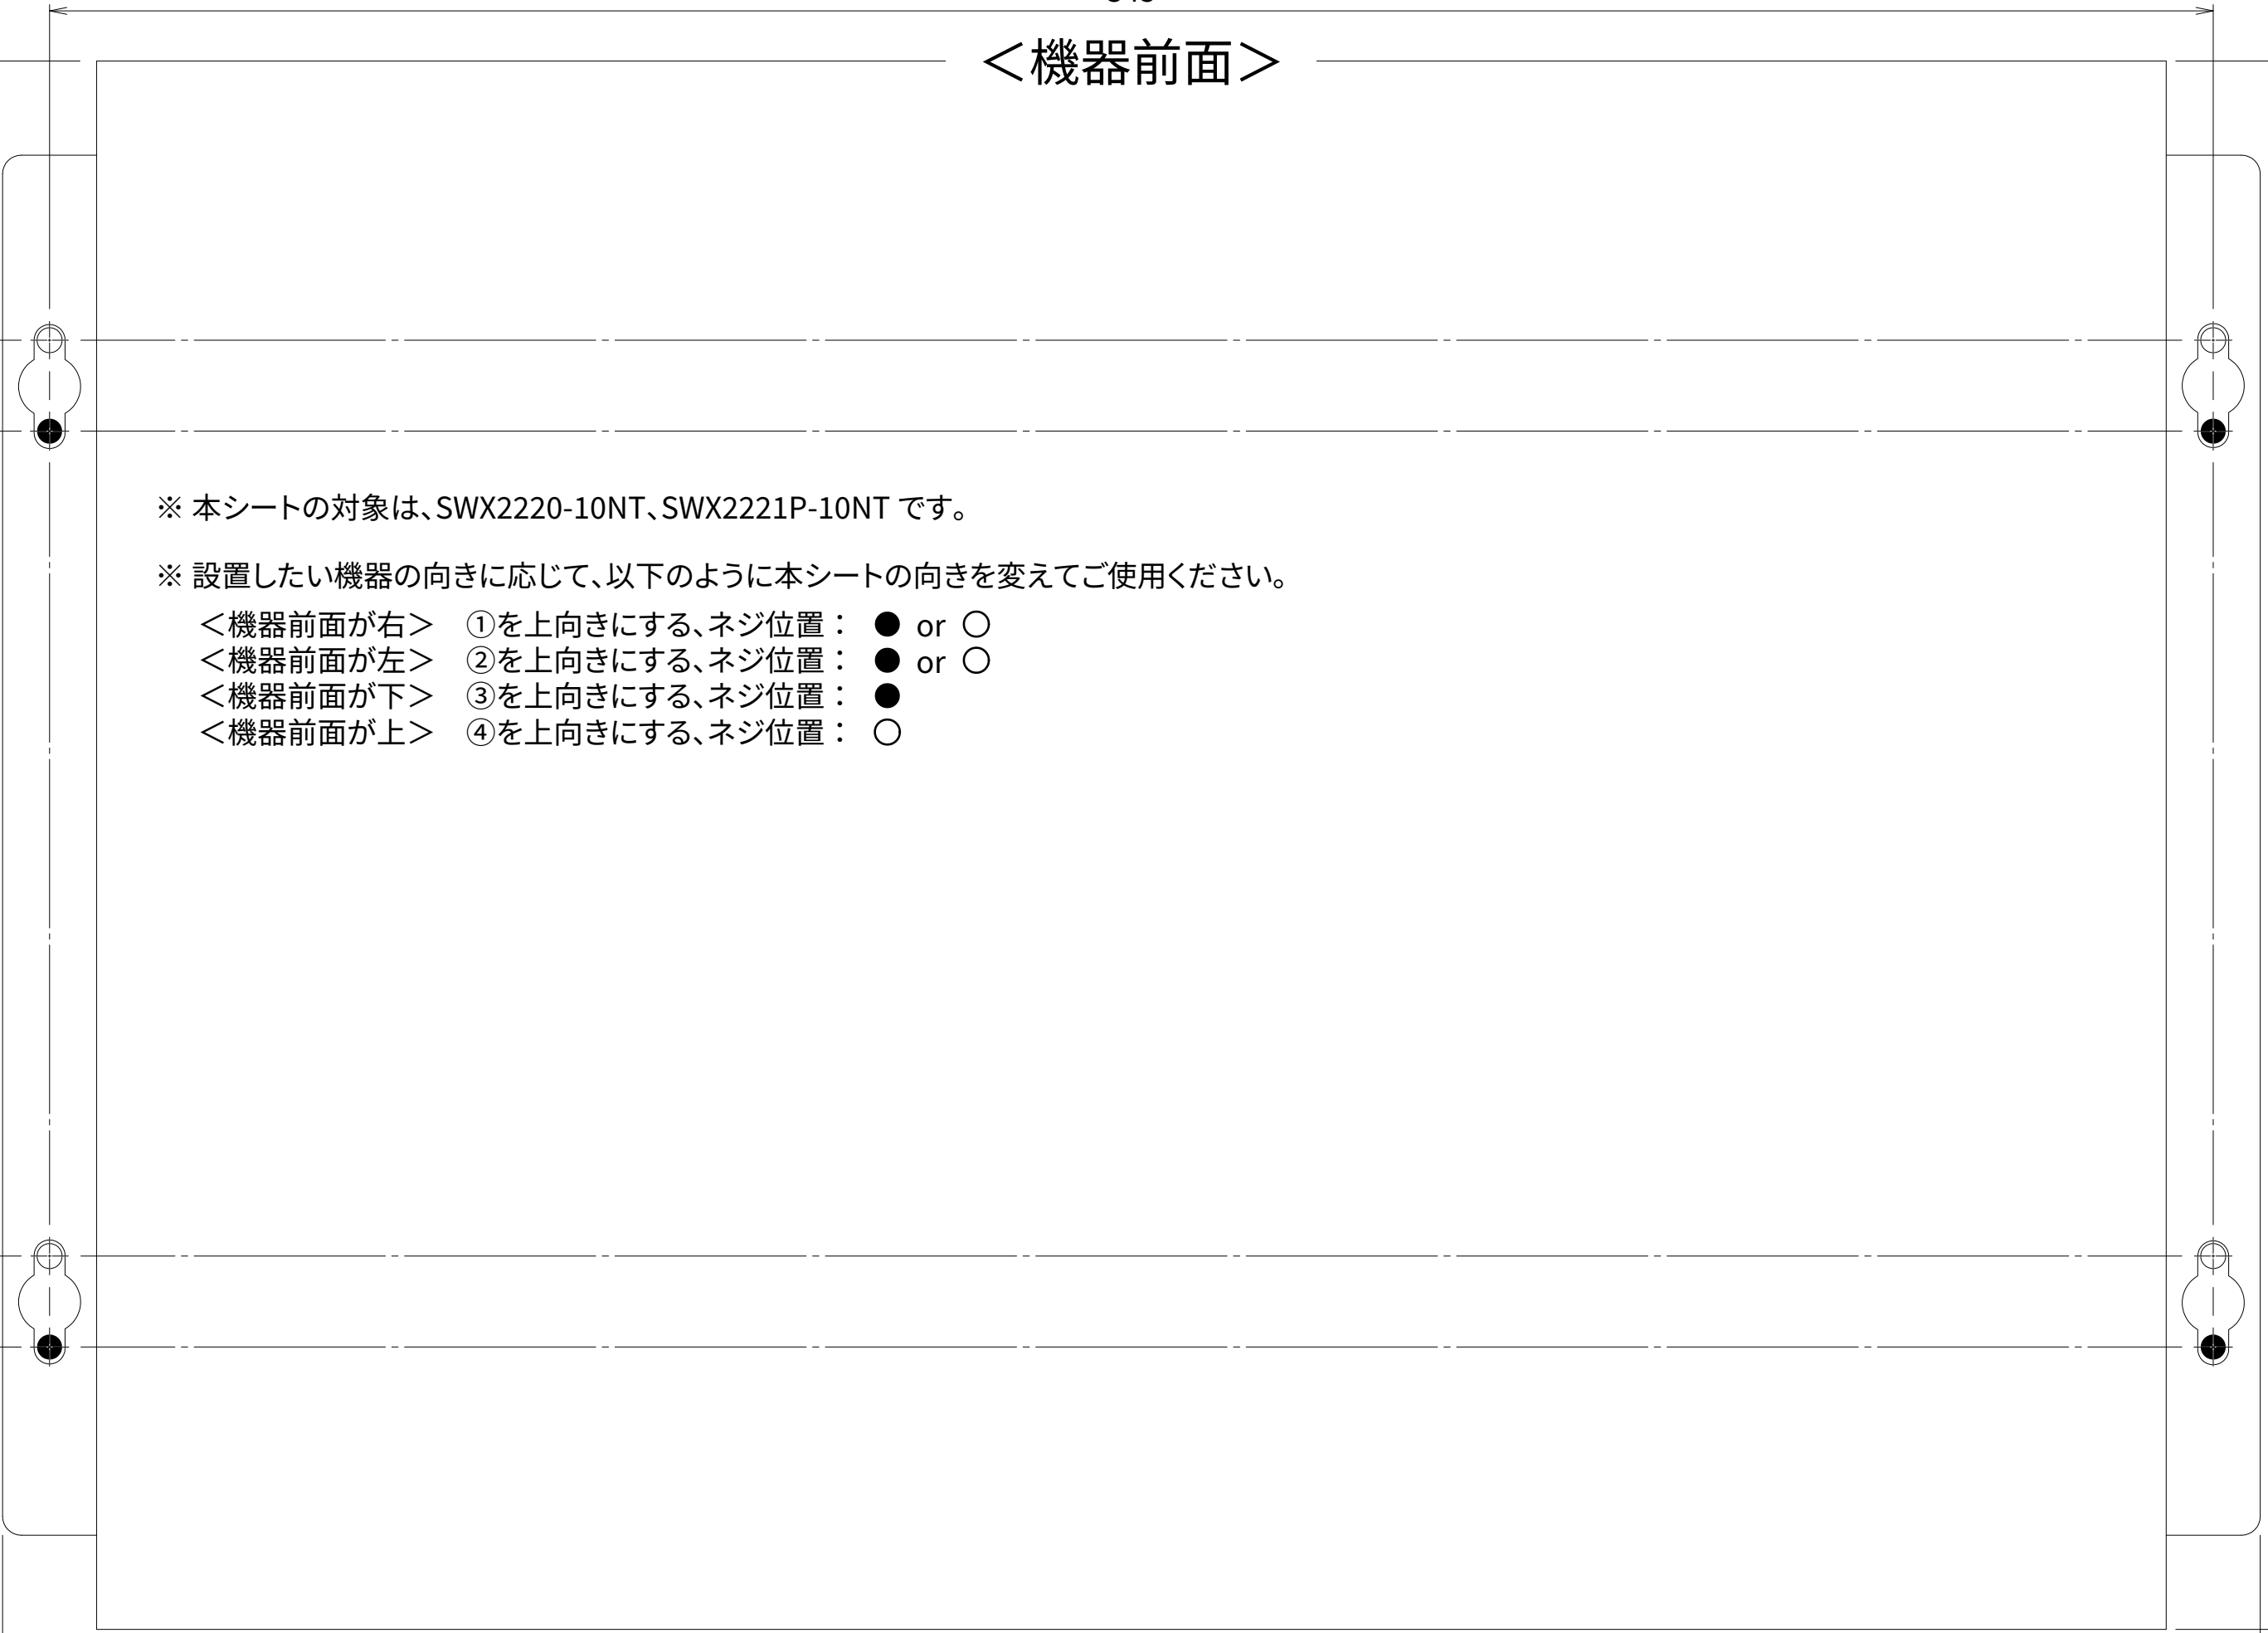 ＜機器前面＞
※ 本シートの対象は、SWX2220-10NT、SWX2221P-10NT です。
※ 設置したい機器の向きに応じて、以下のように本シートの向きを変えてご使用ください。
＜機器前面が右＞ ①を上向きにする、ネジ位置： ● or ○
＜機器前面が左＞ ②を上向きにする、ネジ位置： ● or ○
＜機器前面が下＞ ③を上向きにする、ネジ位置： ●
＜機器前面が上＞ ④を上向きにする、ネジ位置： ○